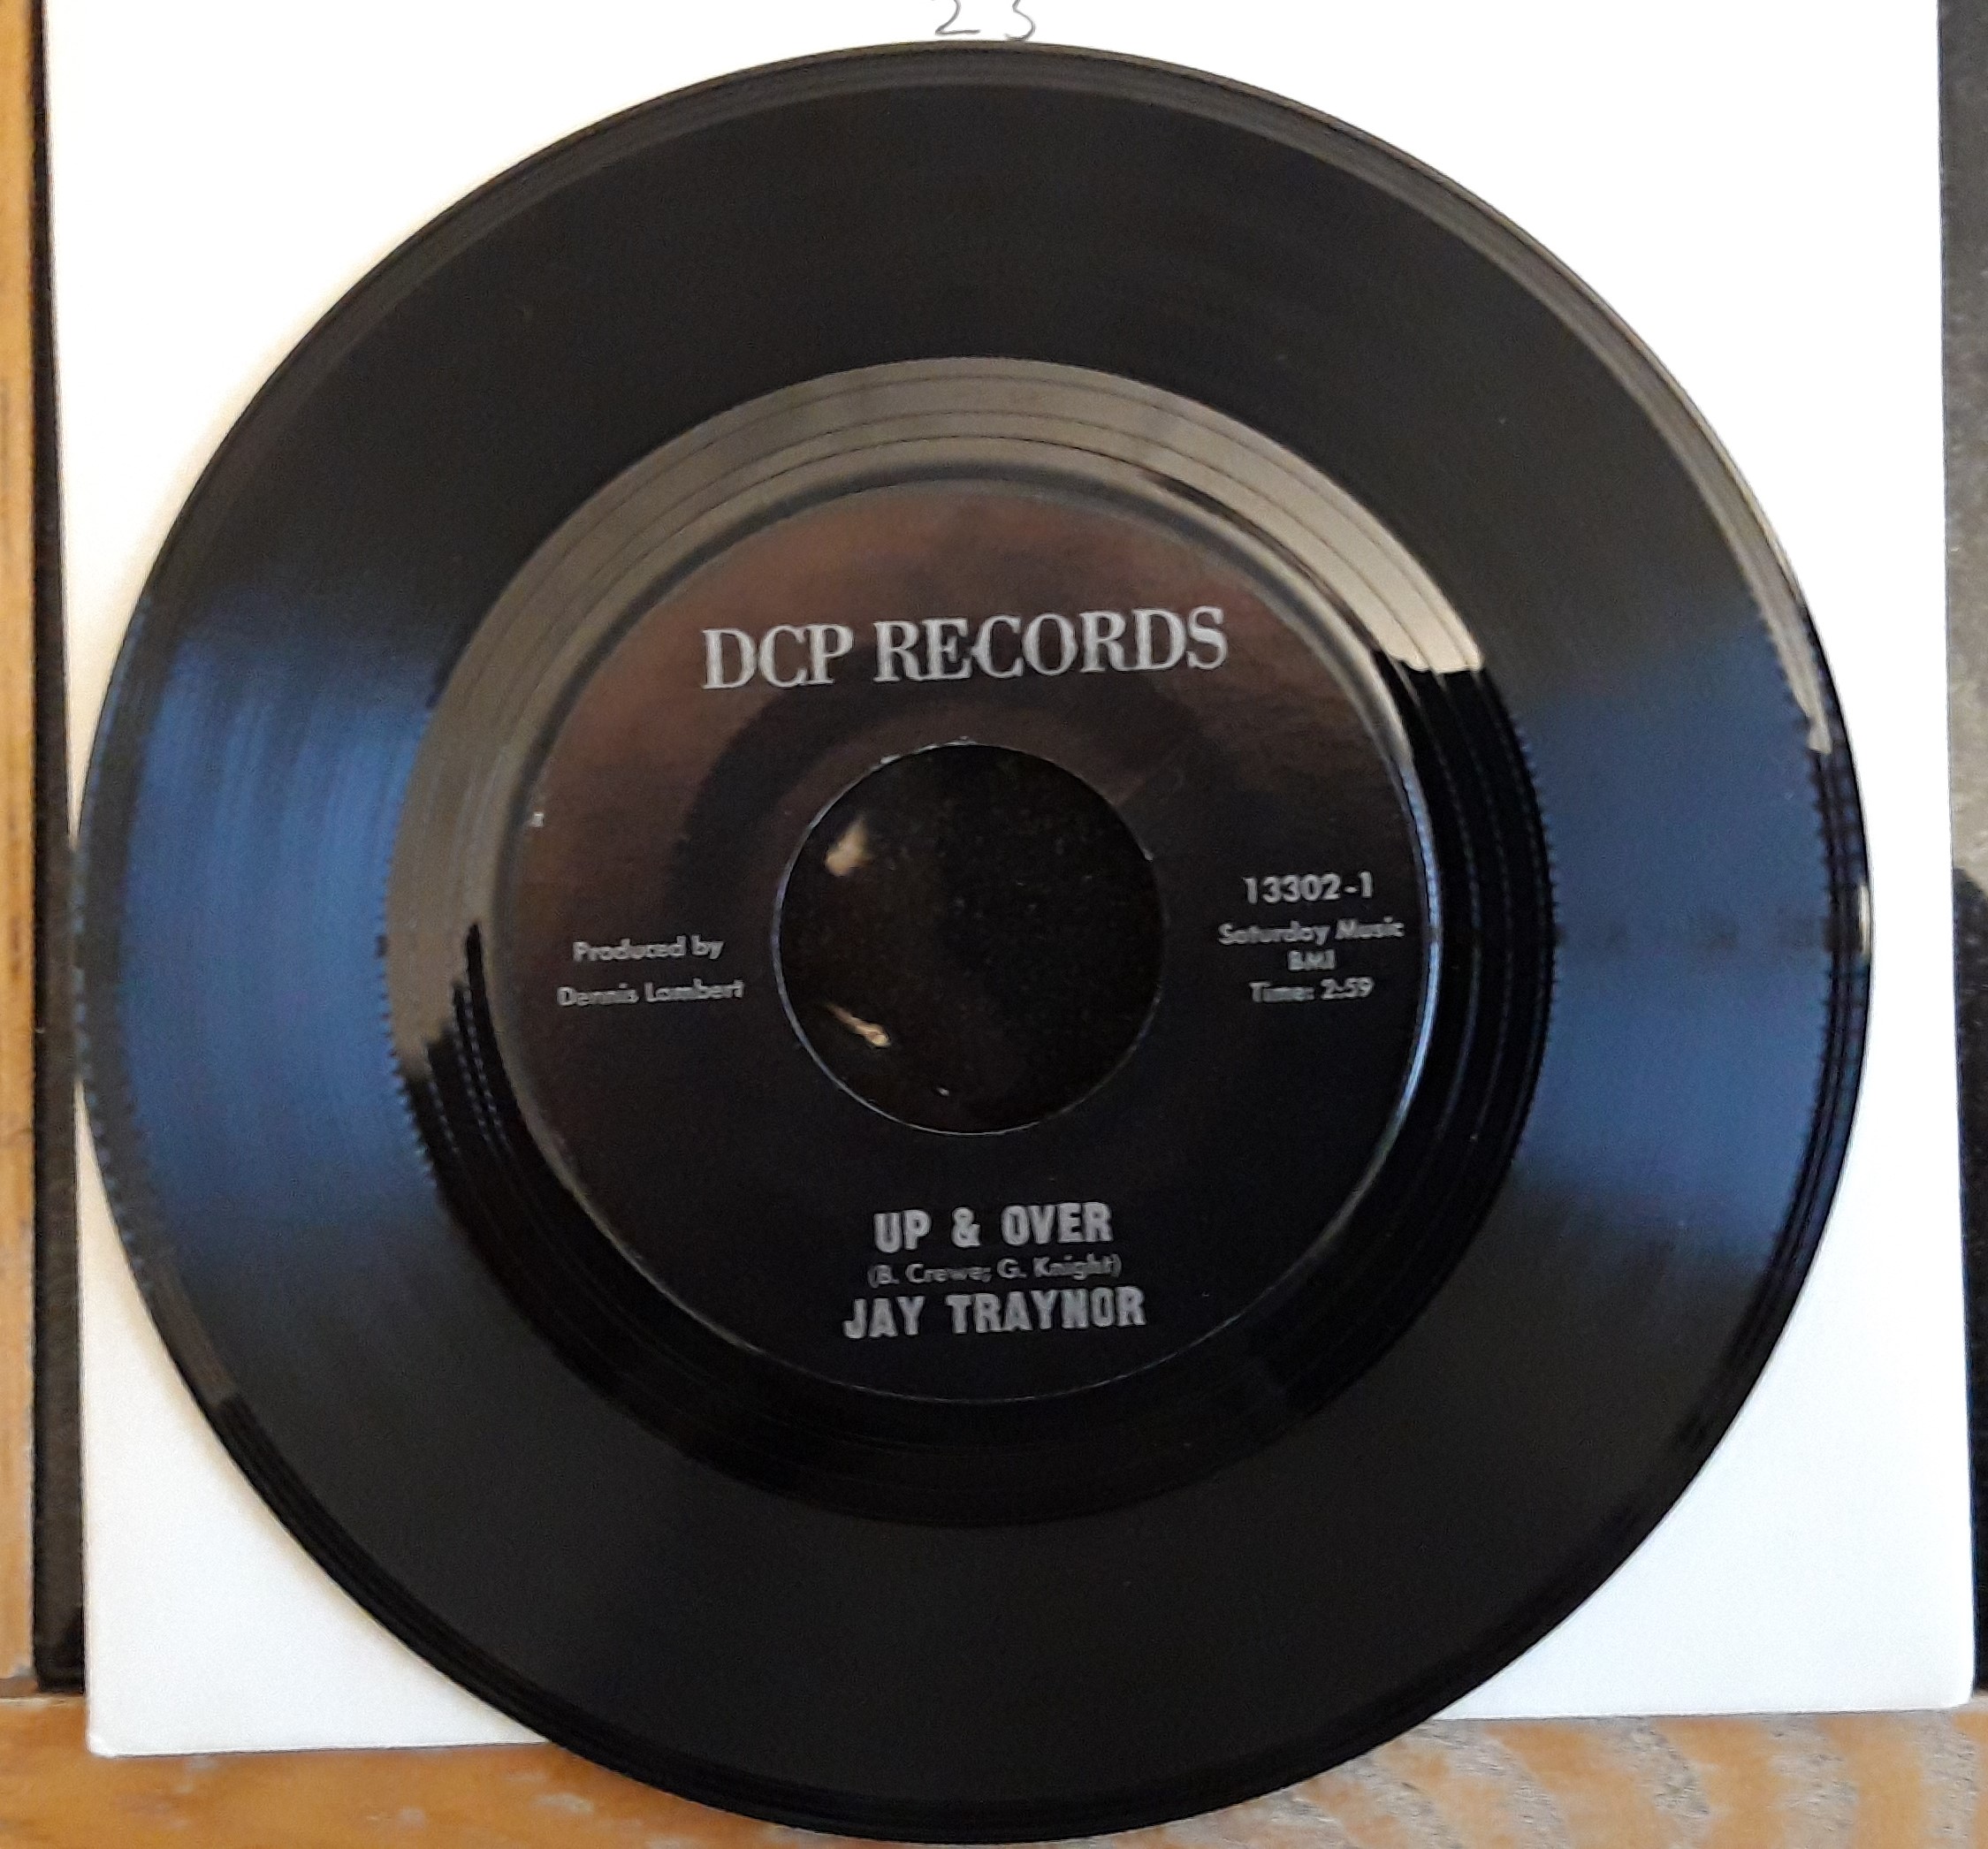 23
DCP RECORDS
Produced by
Dennis Lambert
13302-1
Saturday Music
BMI
Time: 2:59
UP & OVER
(B. Crewe; G. Knight)
JAY TRAYNOR